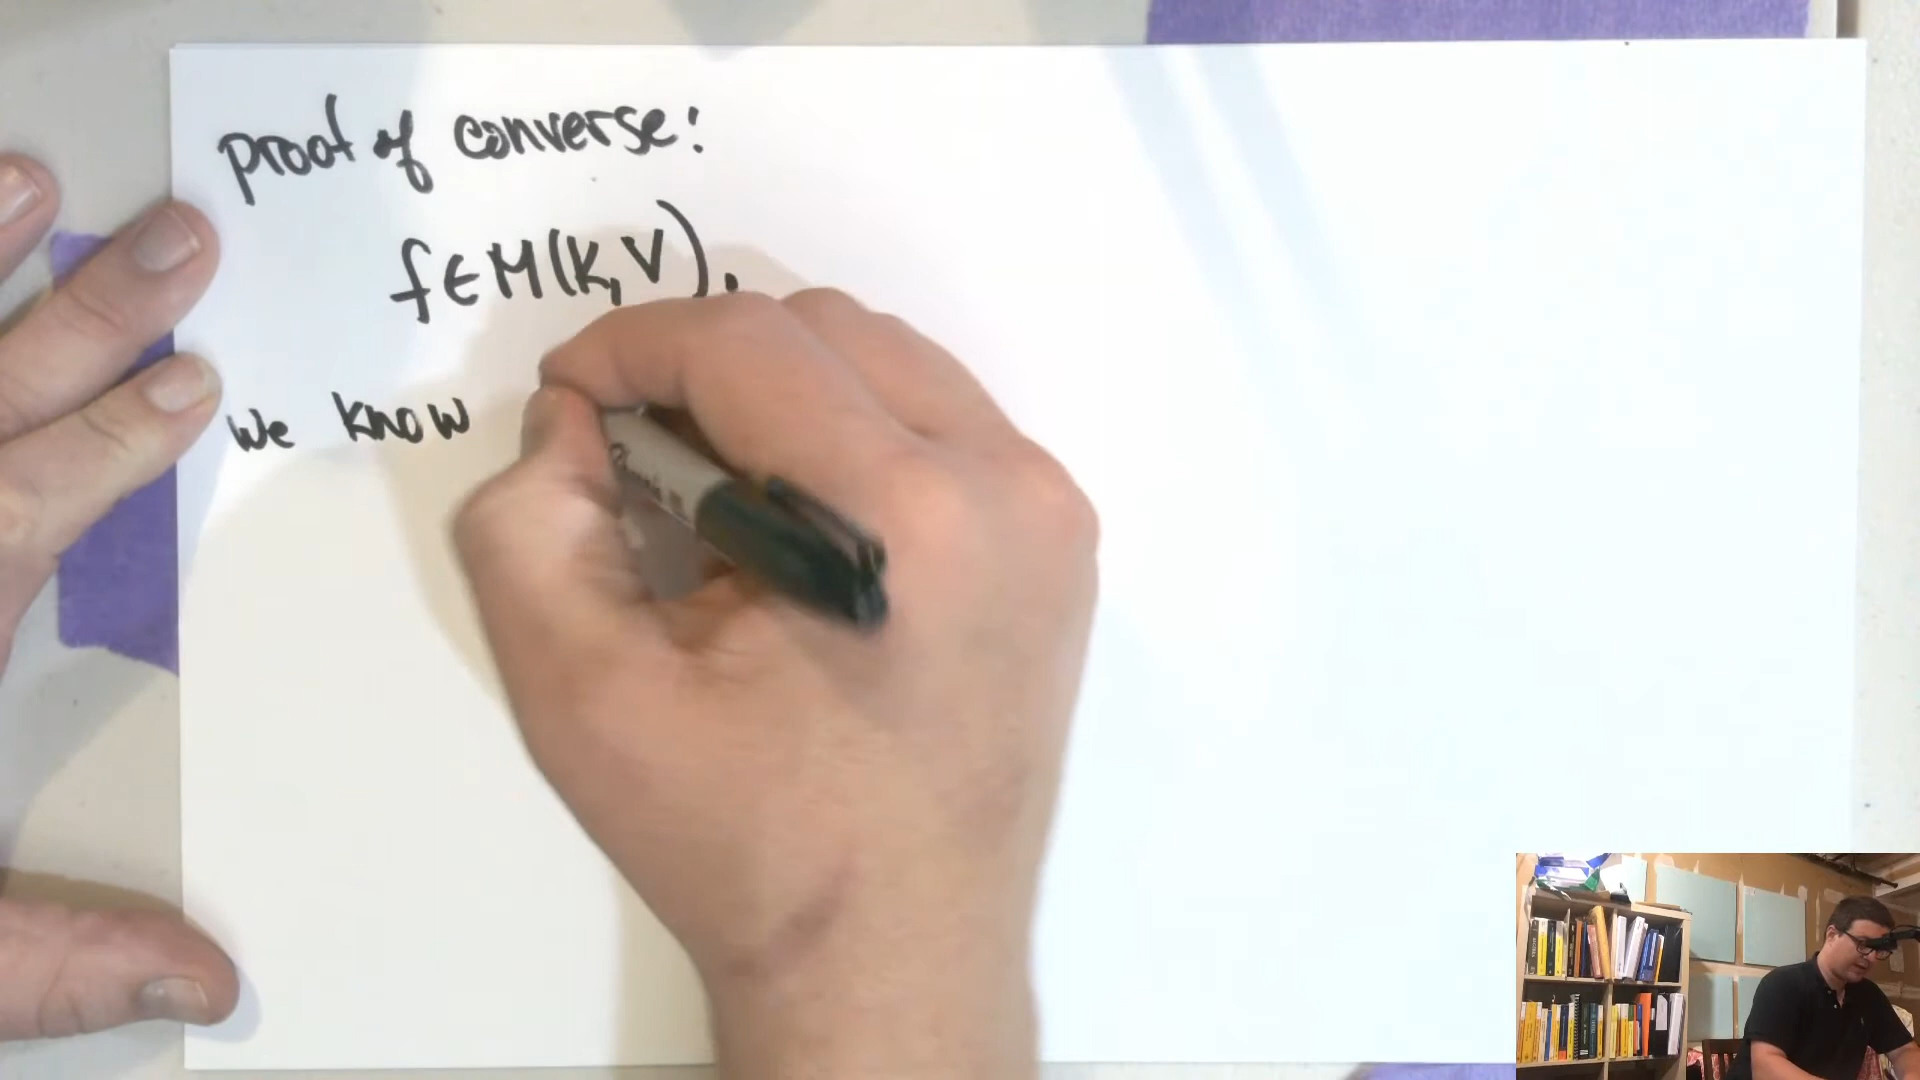 proof of converse:
f∈M(K,V).
we know